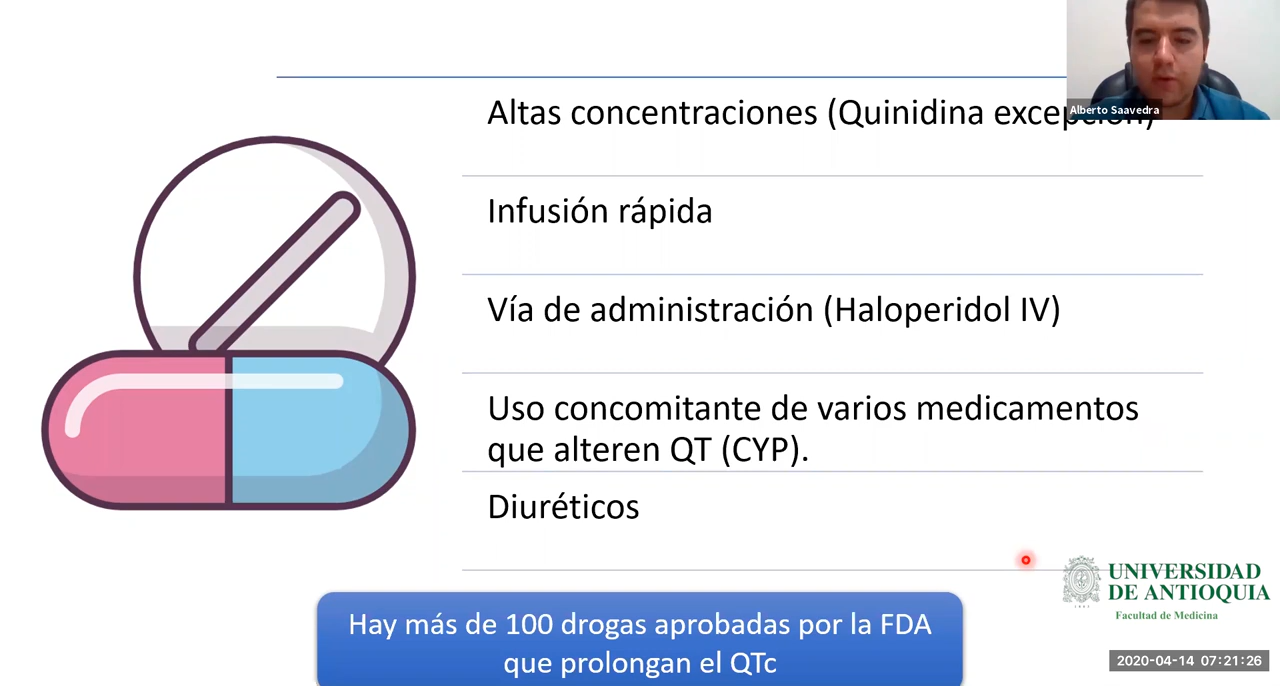 Alberto Saavedra
Altas concentraciones (Quinidina excepción)
Infusión rápida
Vía de administración (Haloperidol IV)
Uso concomitante de varios medicamentos
que alteren QT (CYP).
Diuréticos
UNIVERSIDAD
DE ANTIOQUIA
Facultad de Medicina
Hay más de 100 drogas aprobadas por la FDA
que prolongan el QTc
2020-04-14 07:21:26